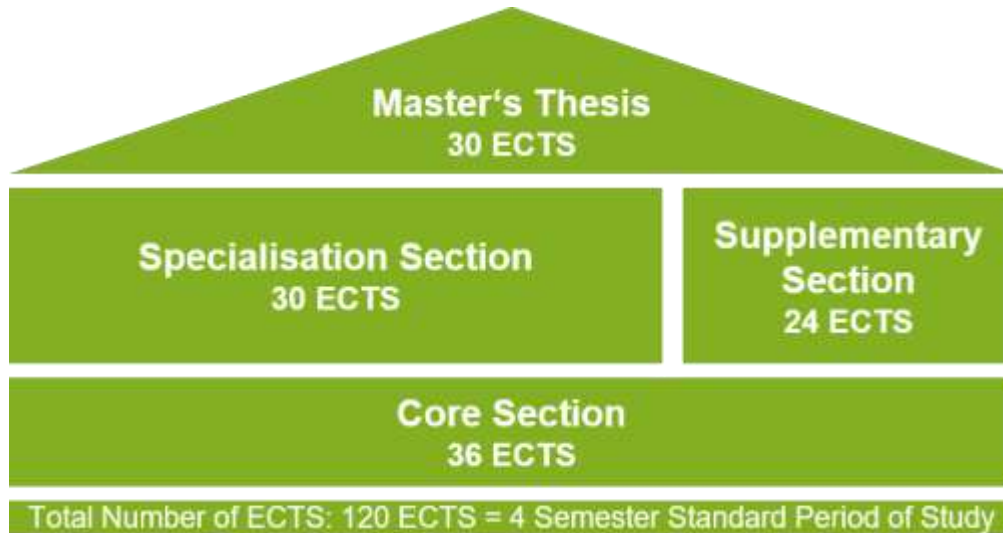 Master‘s Thesis
30 ECTS
Specialisation Section
30 ECTS
Supplementary
Section
24 ECTS
Core Section
36 ECTS
Total Number of ECTS: 120 ECTS = 4 Semester Standard Period of Study